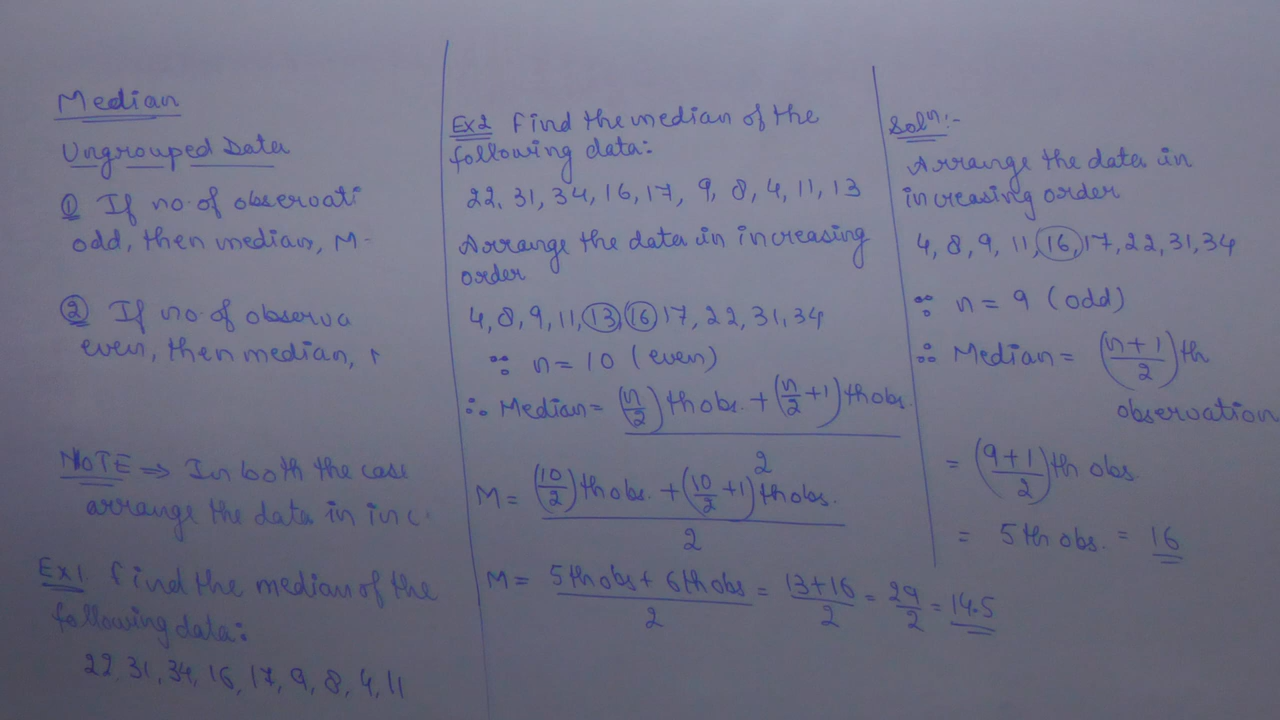 Median
Ungrouped Data
① If no. of observati
odd, then median, M-
② If no. of observa
even, then median,
NOTE ⇒ In both the case
arrange the data in inc
Ex1 Find the median of the
following data:
22, 31, 34, 16, 17, 9, 8, 4, 11
Ex2 Find the median of the
following data:
22, 31, 34, 16, 17, 9, 8, 4, 11, 13
Arrange the data in increasing
order
4, 8, 9, 11, 13, 16, 17, 22, 31, 34
∵ n = 10 (even)
∴ Median = (n/2)th obs. + (n/2 + 1)th obs.
2
M = (10/2)th obs. + (10/2 + 1)th obs.
2
M = 5th obs + 6th obs / 2 = 13+16 / 2 = 29/2 = 14.5
Solⁿ:-
Arrange the data in
increasing order
4, 8, 9, 11, 16, 17, 22, 31, 34
∵ n = 9 (odd)
∴ Median = (n+1/2)th
observation
= (9+1/2)th obs.
= 5th obs. = 16